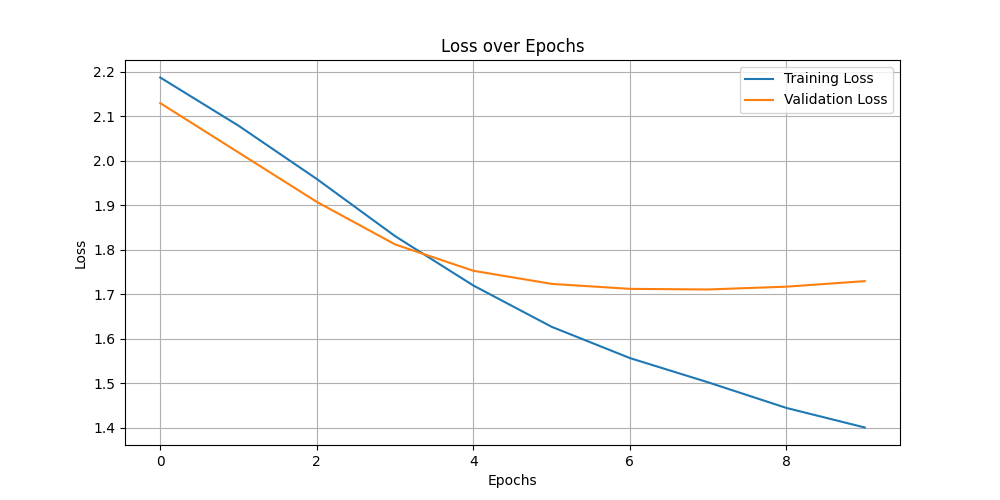 Loss over Epochs
Training Loss
Validation Loss
2.2
2.1
2.0
1.9
1.8
1.7
1.6
1.5
1.4
Loss
0 2 4 6 8
Epochs